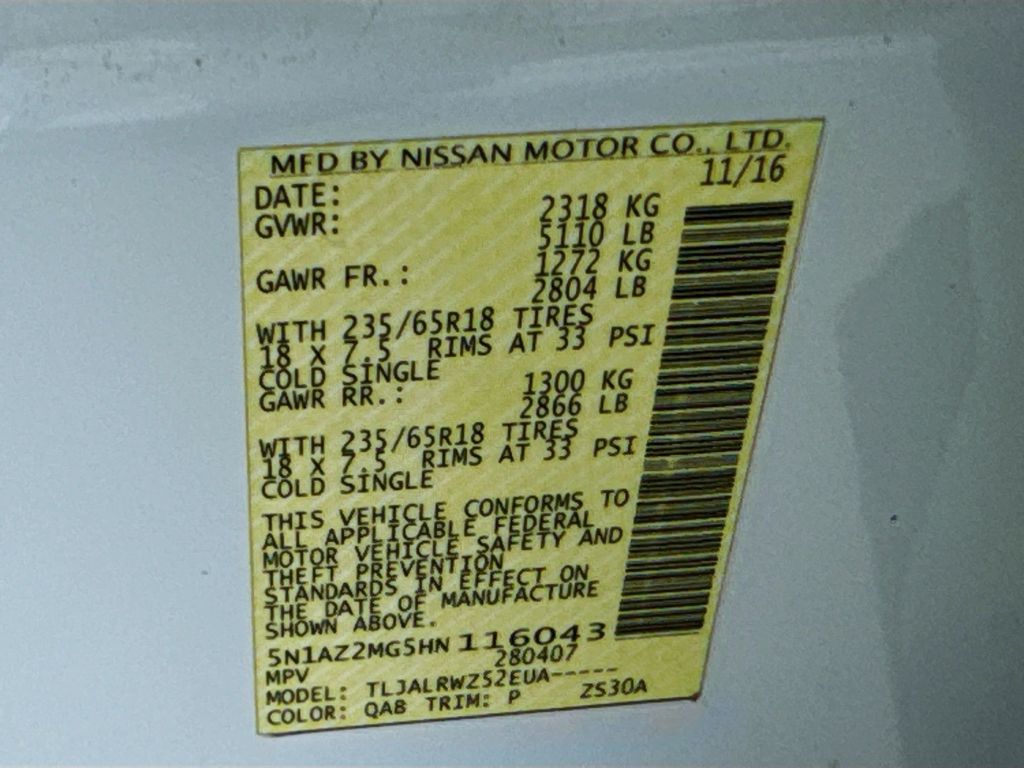 MFD BY NISSAN MOTOR CO., LTD.
DATE: 11/16
GVWR: 2318 KG
5110 LB
GAWR FR.: 1272 KG
2804 LB
WITH 235/65R18 TIRES
18 X 7.5 RIMS AT 33 PSI
COLD SINGLE
GAWR RR.: 1300 KG
2866 LB
WITH 235/65R18 TIRES
18 X 7.5 RIMS AT 33 PSI
COLD SINGLE
THIS VEHICLE CONFORMS TO
ALL APPLICABLE FEDERAL
MOTOR VEHICLE SAFETY AND
THEFT PREVENTION
STANDARDS IN EFFECT ON
THE DATE OF MANUFACTURE
SHOWN ABOVE.
5N1AZ2MG5HN116043
MPV 280407
MODEL: TLJALRWZ52EUA-----
COLOR: QAB TRIM: P ZS30A